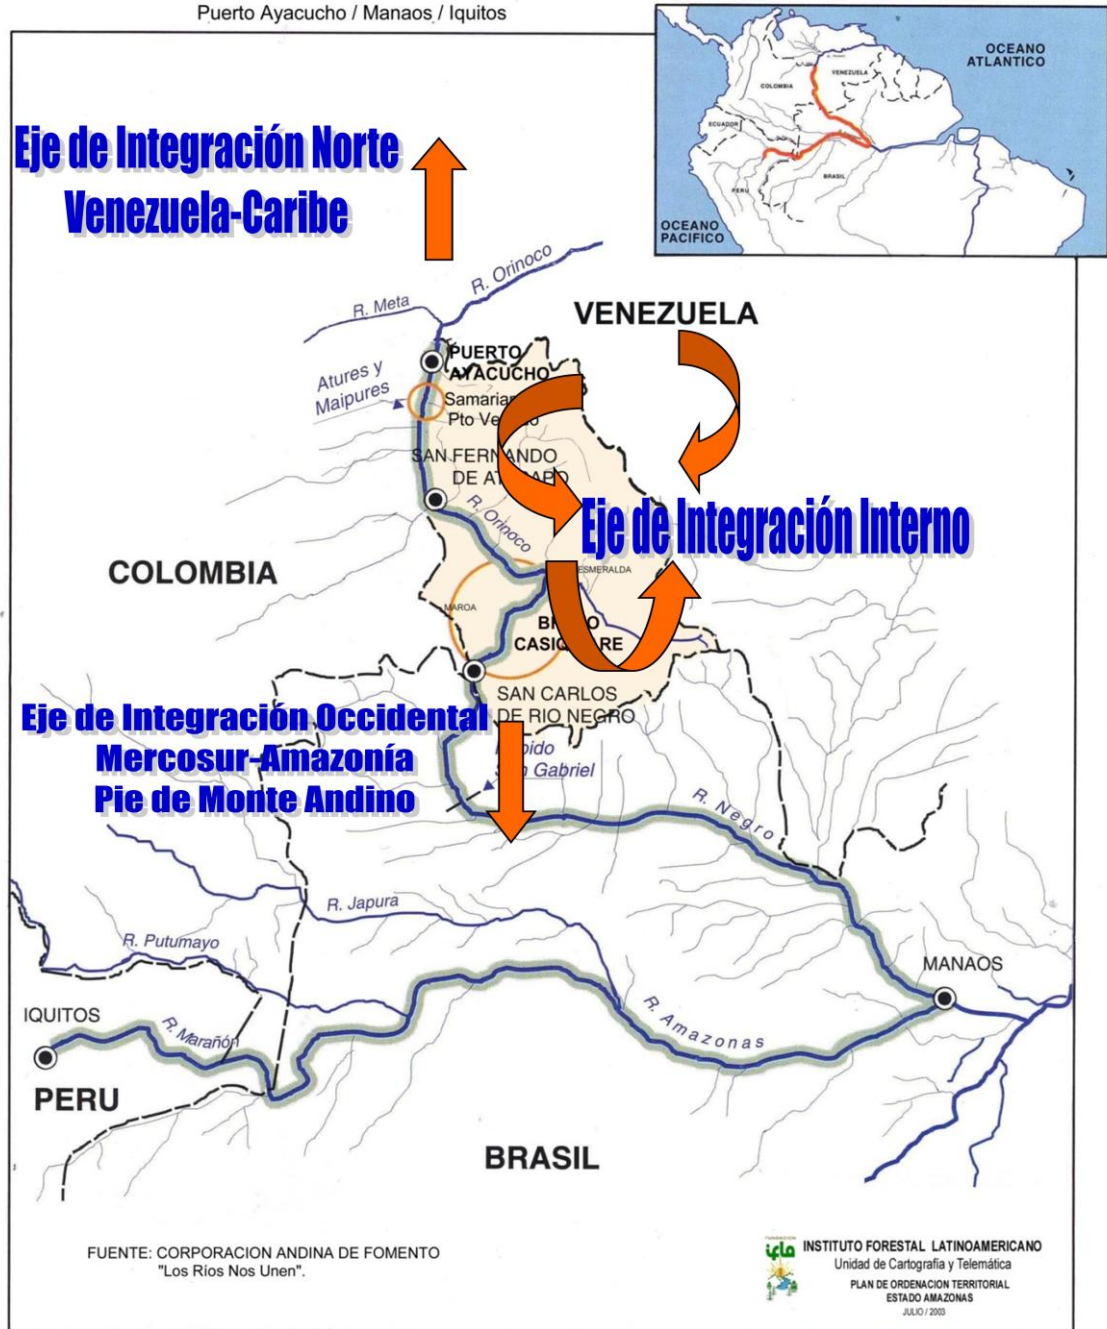 Puerto Ayacucho / Manaos / Iquitos
OCEANO
ATLANTICO
VENEZUELA
COLOMBIA
ECUADOR
BRASIL
PERU
OCEANO
PACIFICO
Eje de Integración Norte
Venezuela-Caribe
R. Orinoco
R. Meta
VENEZUELA
PUERTO
AYACUCHO
Atures y
Maipures
Pto
SAN FERNANDO
DE
R. Orinoco
Eje de Integración Interno
ESMERALDA
COLOMBIA
MAROA
SAN CARLOS
DE RIO NEGRO
Eje de Integración Occidental
Mercosur-Amazonía
Pie de Monte Andino
Gabriel
R. Negro
R. Japura
R. Putumayo
MANAOS
IQUITOS
R. Marañón
R. Amazonas
PERU
BRASIL
FUENTE: CORPORACION ANDINA DE FOMENTO
"Los Ríos Nos Unen".
FUNDACION
ifla
INSTITUTO FORESTAL LATINOAMERICANO
Unidad de Cartografía y Telemática
PLAN DE ORDENACION TERRITORIAL
ESTADO AMAZONAS
JULIO / 2003